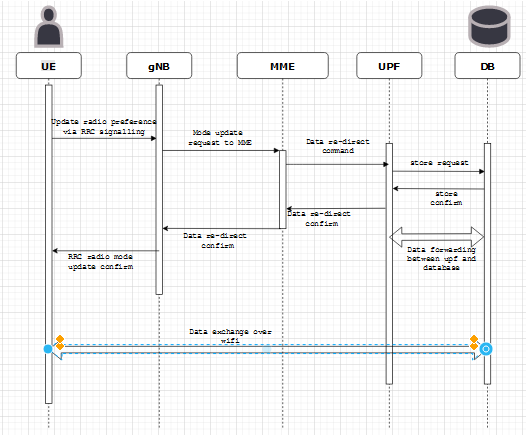 UE
gNB
MME
UPF
DB
Update radio preference
via RRC signalling
Mode update
request to MME
Data re-direct
command
store request
store
confirm
Data re-direct
confirm
Data re-direct
confirm
RRC radio mode
update confirm
Data forwarding
between upf and
database
Data exchange over
wifi